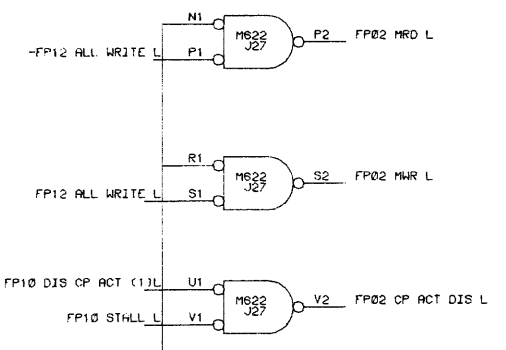 N1
M622
J27
P2 FP02 MRD L
-FP12 ALL WRITE L P1
R1
M622
J27
S2 FP02 MWR L
FP12 ALL WRITE L S1
FP10 DIS CP ACT (1)L U1
M622
J27
V2 FP02 CP ACT DIS L
FP10 STALL L V1